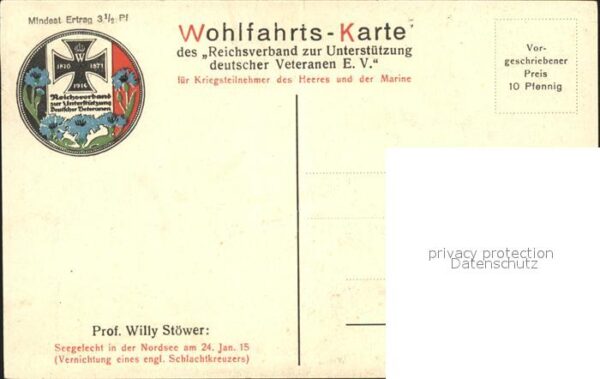 Mindest Ertrag 3½ Pf
Wohlfahrts-Karte
des „Reichsverband zur Unterstützung
deutscher Veteranen E. V.“
für Kriegsteilnehmer des Heeres und der Marine
Vor-
geschriebener
Preis
10 Pfennig
W
1870 1871
1914
Reichsverband
zur Unterstützung
Deutscher Veteranen
privacy protection
Datenschutz
Prof. Willy Stöwer:
Seegefecht in der Nordsee am 24. Jan. 15
(Vernichtung eines engl. Schlachtkreuzers)